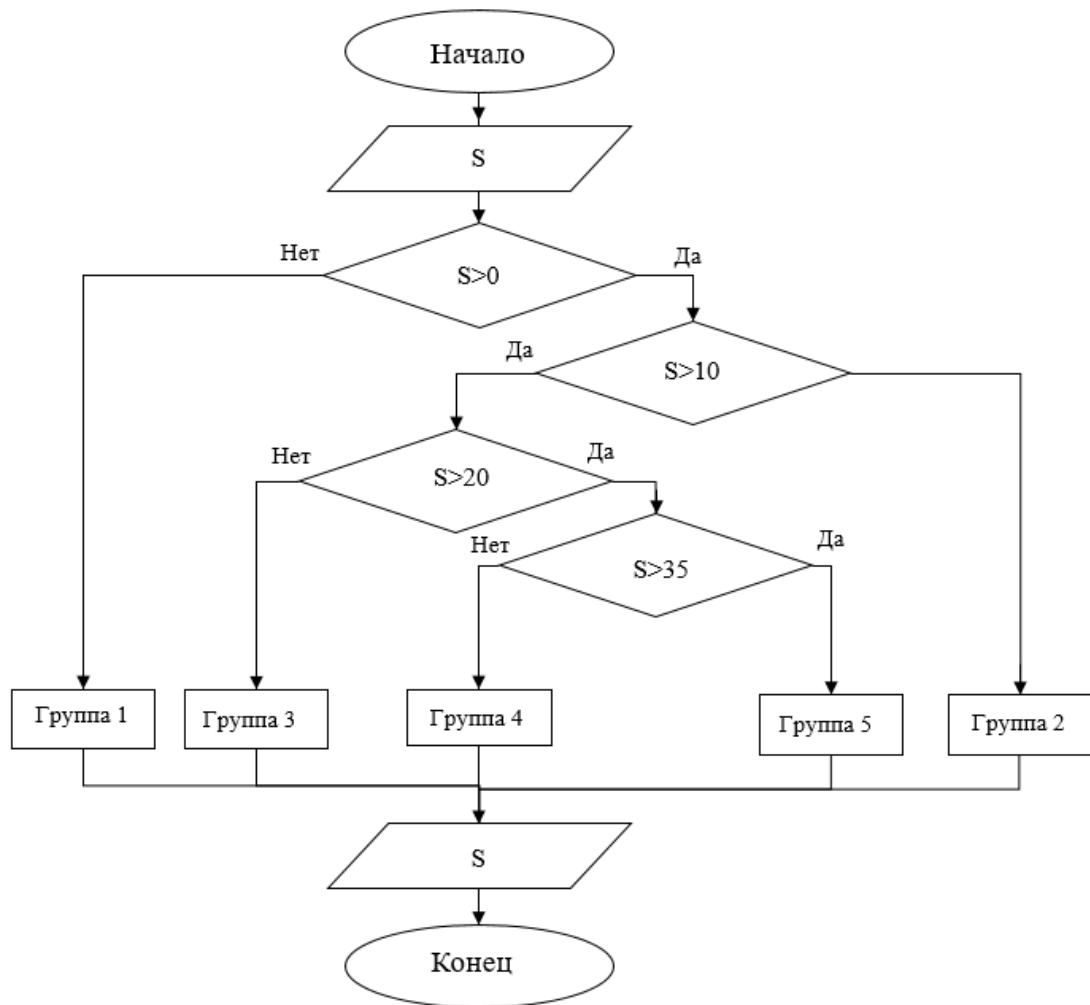 Начало
S
Нет
Да
S>0
Да
S>10
Нет
Да
S>20
Нет
Да
S>35
Группа 1
Группа 3
Группа 4
Группа 5
Группа 2
S
Конец